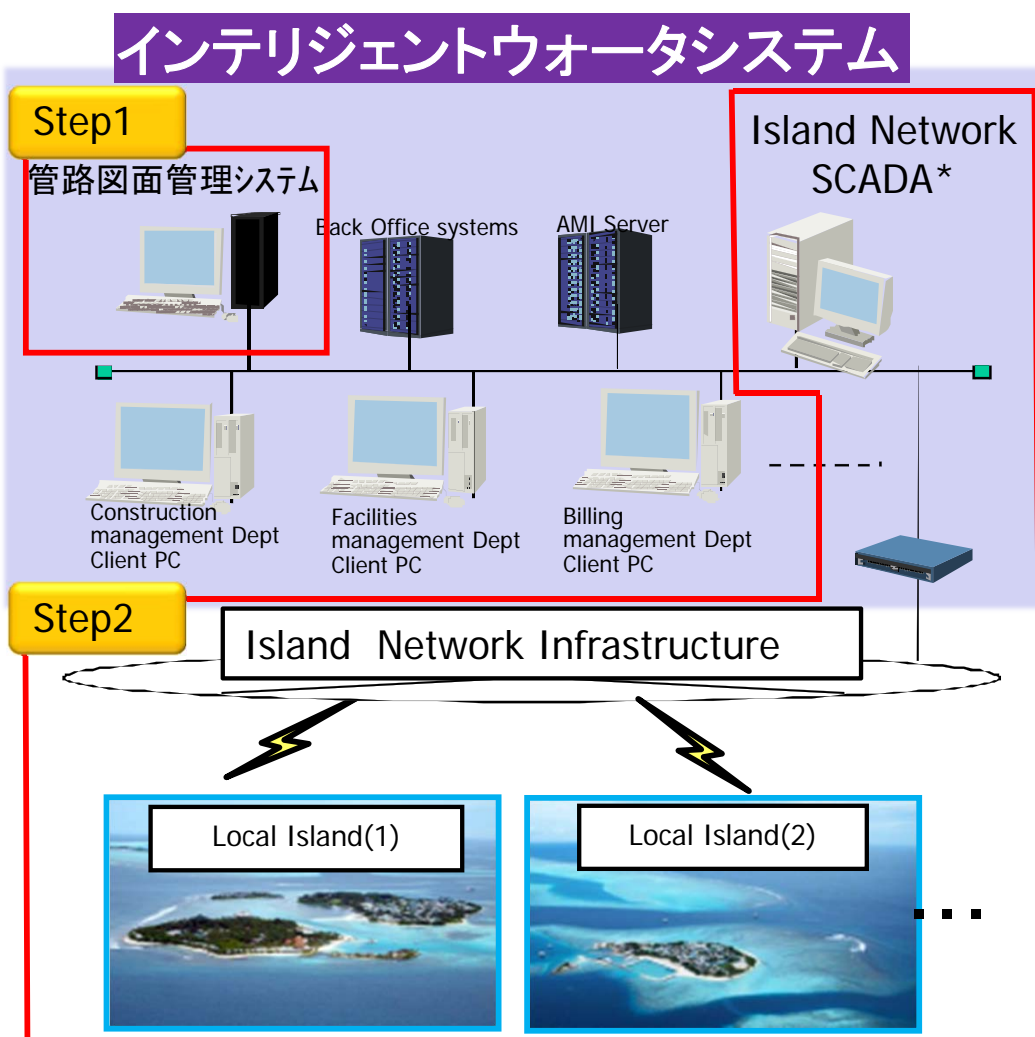 インテリジェントウォータシステム
Step1
管路図面管理システム
Back Office systems
AMI Server
Island Network
SCADA*
Construction
management Dept
Client PC
Facilities
management Dept
Client PC
Billing
management Dept
Client PC
Step2
Island Network Infrastructure
Local Island(1)
Local Island(2)